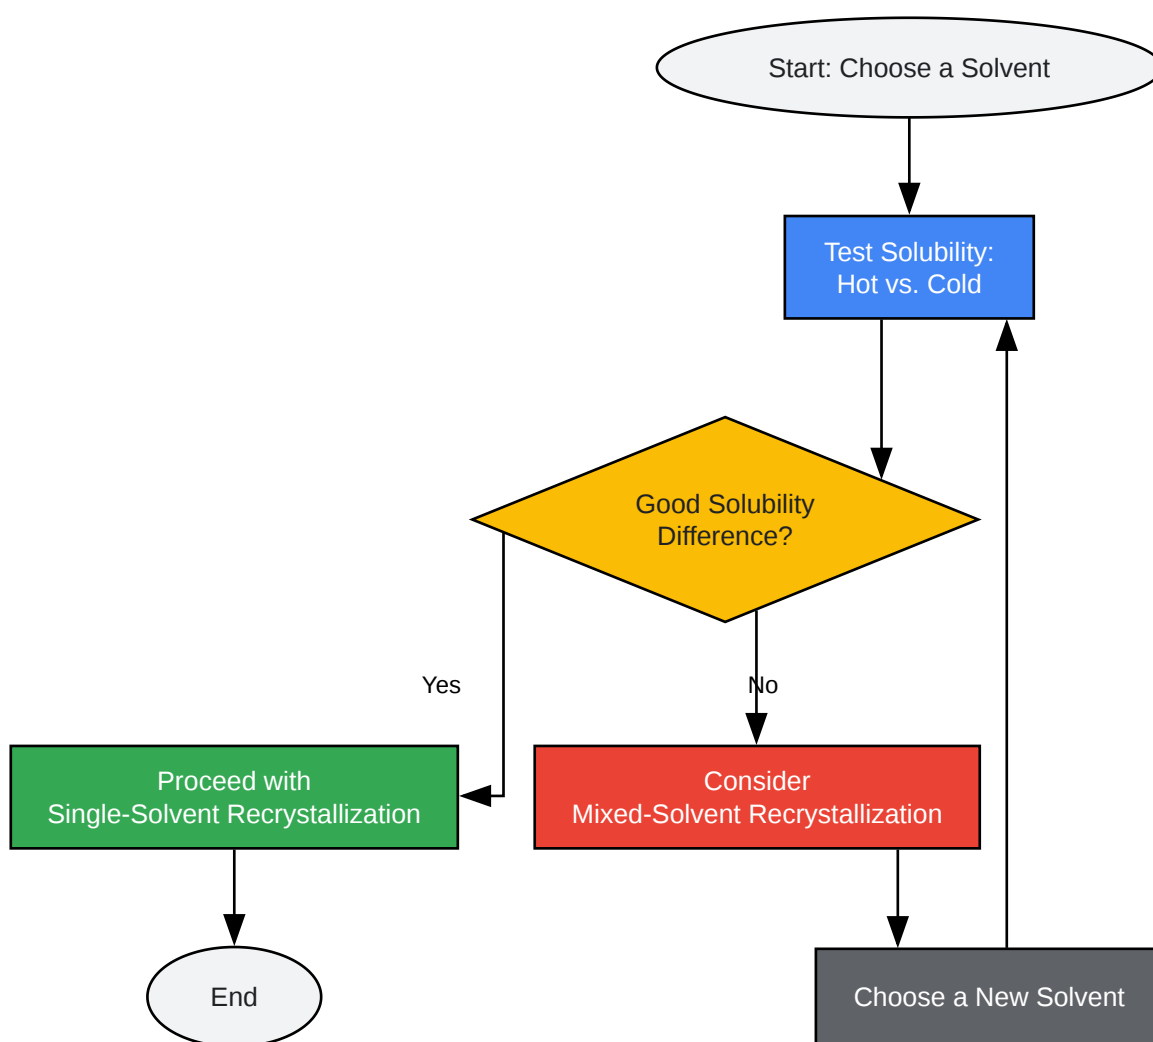 Start: Choose a Solvent
Test Solubility:
Hot vs. Cold
Good Solubility
Difference?
Yes
No
Proceed with
Single-Solvent Recrystallization
Consider
Mixed-Solvent Recrystallization
End
Choose a New Solvent